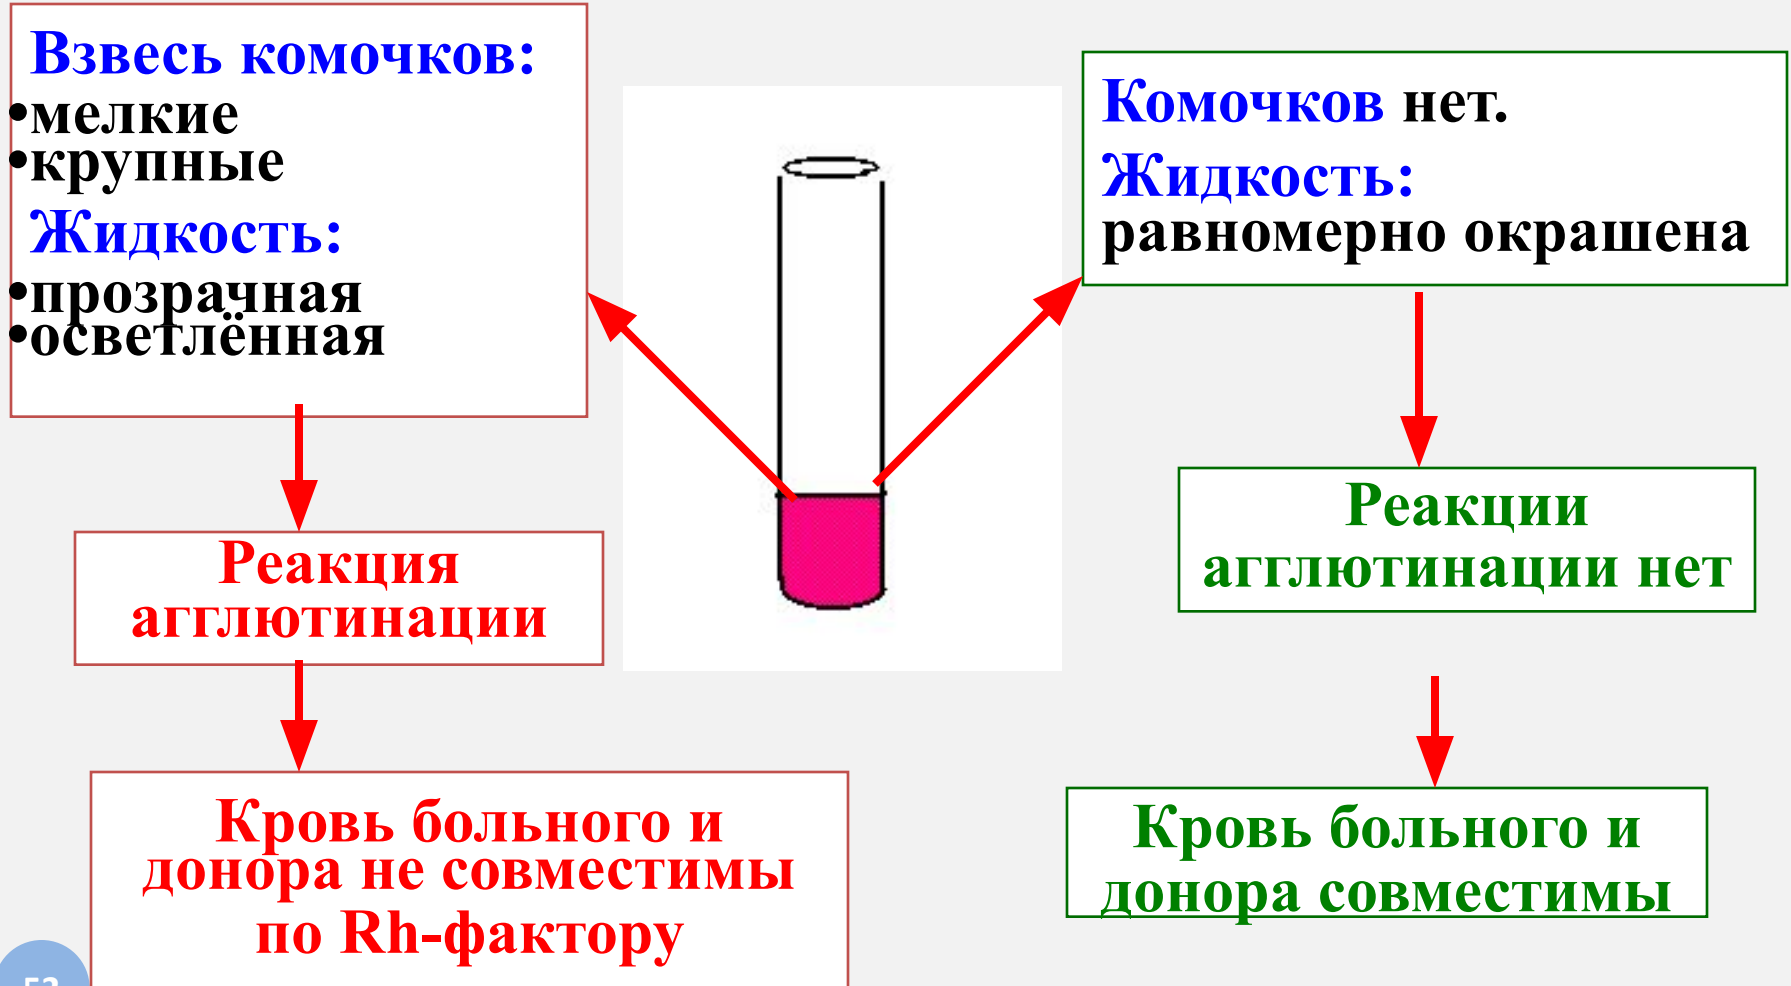 Взвесь комочков:
•мелкие
•крупные
Жидкость:
•прозрачная
•осветлённая
Реакция
агглютинации
Кровь больного и
донора не совместимы
по Rh-фактору
Комочков нет.
Жидкость:
равномерно окрашена
Реакции
агглютинации нет
Кровь больного и
донора совместимы